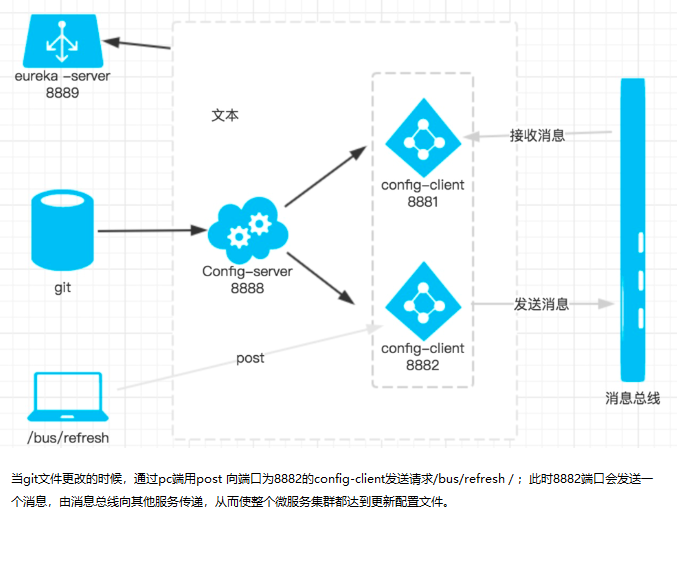 eureka -server
8889
文本
接收消息
config-client
8881
git
Config-server
8888
发送消息
config-client
8882
post
消息总线
/bus/refresh
当git文件更改的时候，通过pc端用post 向端口为8882的config-client发送请求/bus/refresh /；此时8882端口会发送一
个消息，由消息总线向其他服务传递，从而使整个微服务集群都达到更新配置文件。